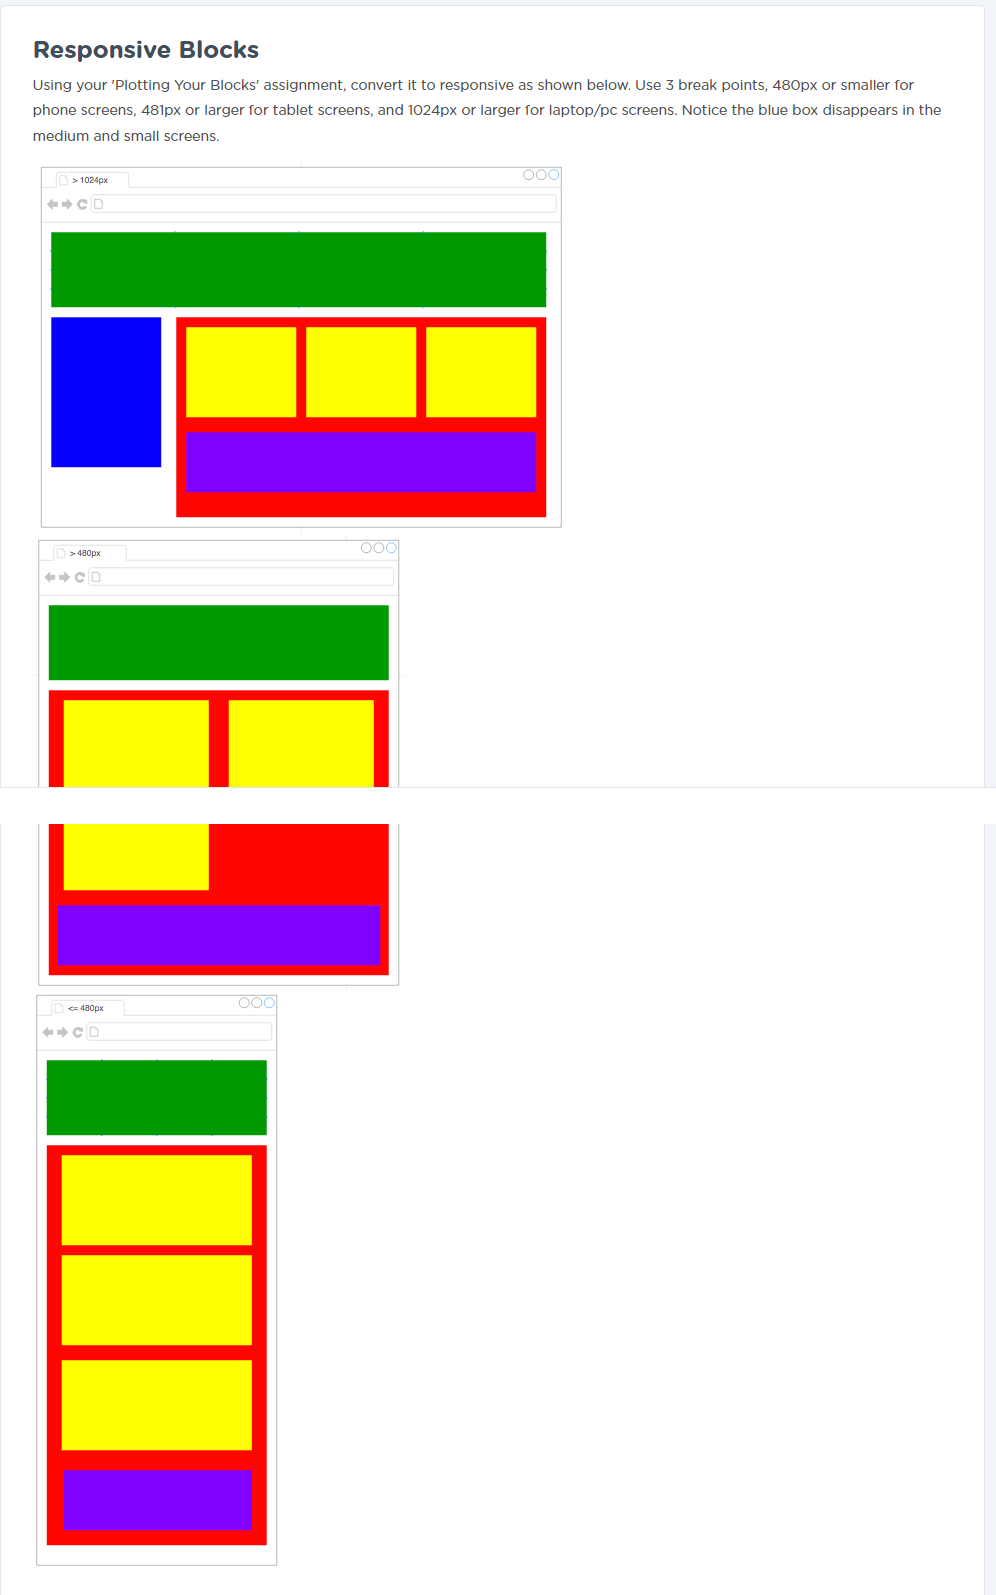 Responsive Blocks
Using your 'Plotting Your Blocks' assignment, convert it to responsive as shown below. Use 3 break points, 480px or smaller for
phone screens, 481px or larger for tablet screens, and 1024px or larger for laptop/pc screens. Notice the blue box disappears in the
medium and small screens.
> 1024px
> 480px
<= 480px